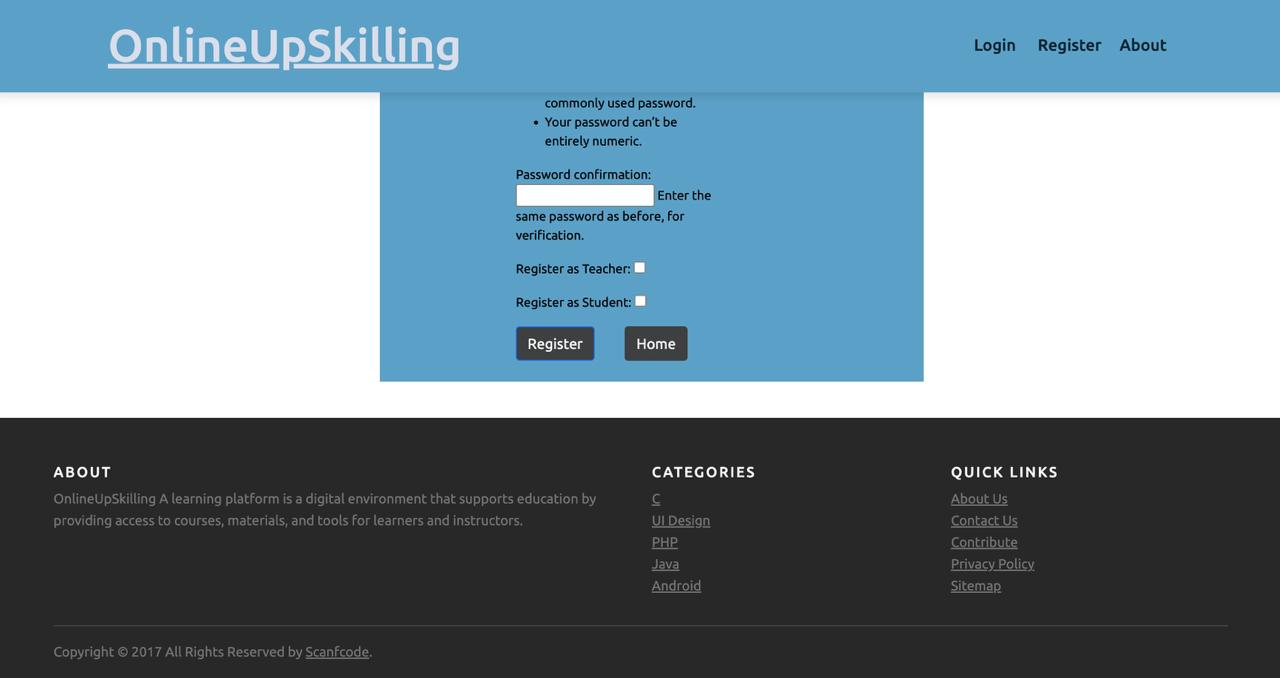 OnlineUpSkilling
Login Register About
commonly used password.
• Your password can't be
entirely numeric.
Password confirmation:
Enter the
same password as before, for
verification.
Register as Teacher:
Register as Student:
Register Home
ABOUT
OnlineUpSkilling A learning platform is a digital environment that supports education by
providing access to courses, materials, and tools for learners and instructors.
CATEGORIES
C
UI Design
PHP
Java
Android
QUICK LINKS
About Us
Contact Us
Contribute
Privacy Policy
Sitemap
Copyright © 2017 All Rights Reserved by Scanfcode.